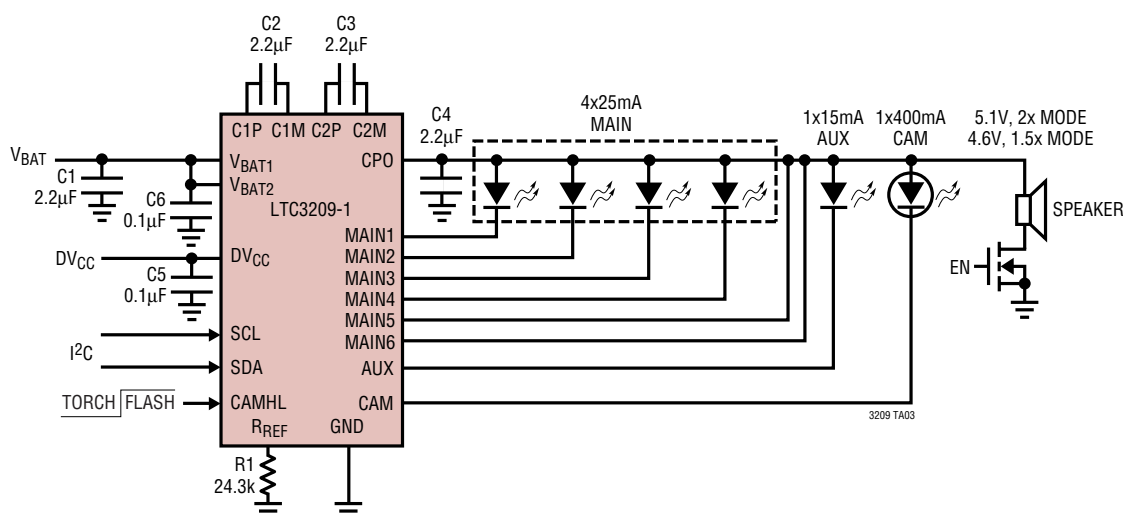 C2
2.2µF
C3
2.2µF
C1P C1M C2P C2M
C4
2.2µF
4x25mA
MAIN
1x15mA
AUX
1x400mA
CAM
5.1V, 2x MODE
4.6V, 1.5x MODE
VBAT
C1
2.2µF
C6
0.1µF
VBAT1
VBAT2
CPO
LTC3209-1
SPEAKER
EN
MAIN1
MAIN2
MAIN3
MAIN4
MAIN5
MAIN6
AUX
CAM
DVCC
DVCC
C5
0.1µF
I2C
SCL
SDA
TORCH FLASH
CAMHL
RREF
GND
R1
24.3k
3209 TA03